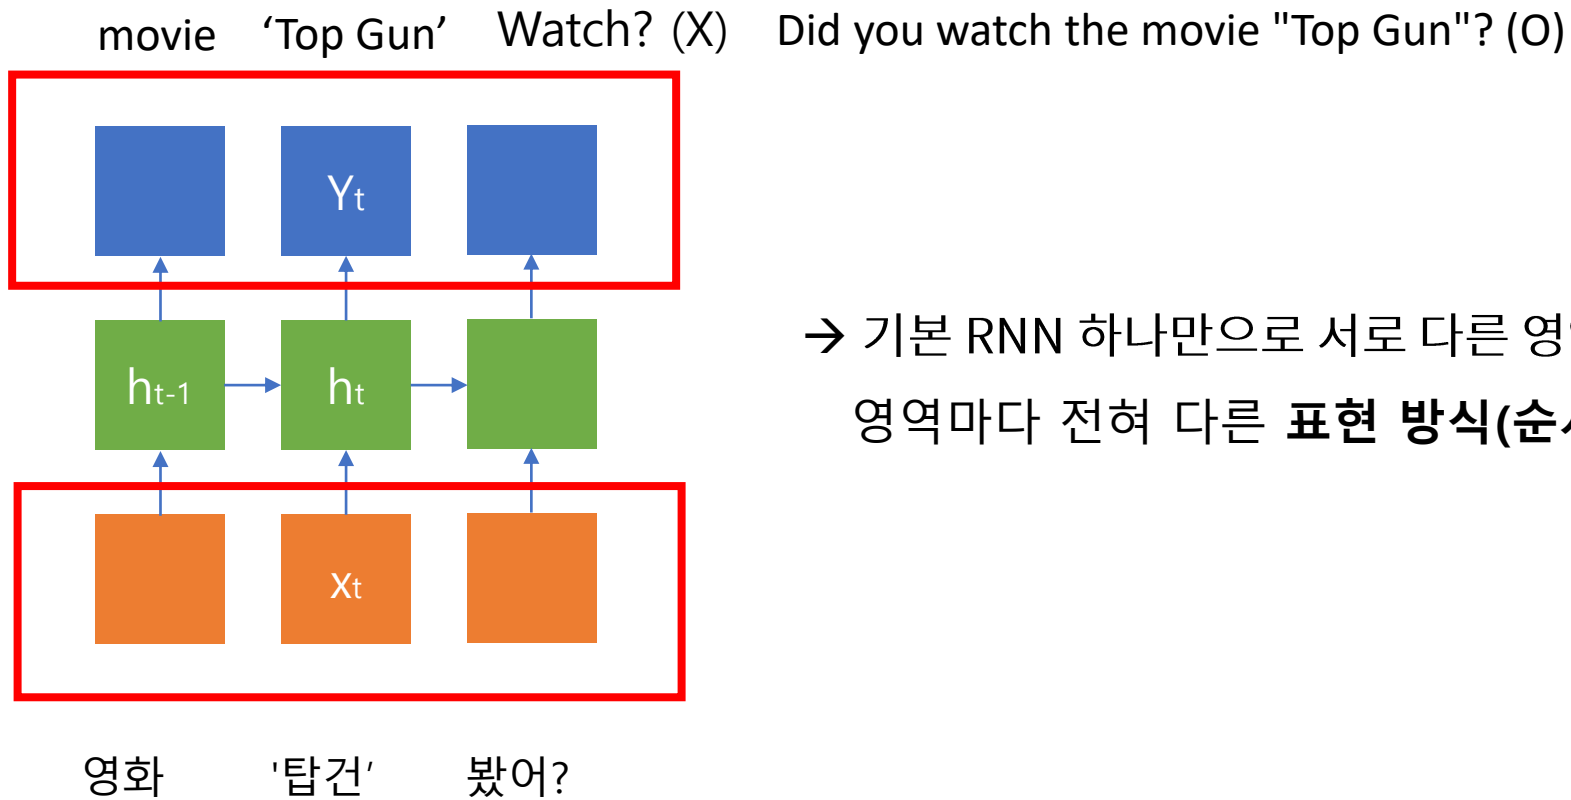 movie ‘Top Gun’ Watch? (X) Did you watch the movie "Top Gun"? (O)
Yt
ht-1 ht
→ 기본 RNN 하나만으로 서로 다른
영역마다 전혀 다른 표현 방식(
xt
영화 '탑건’ 봤어?